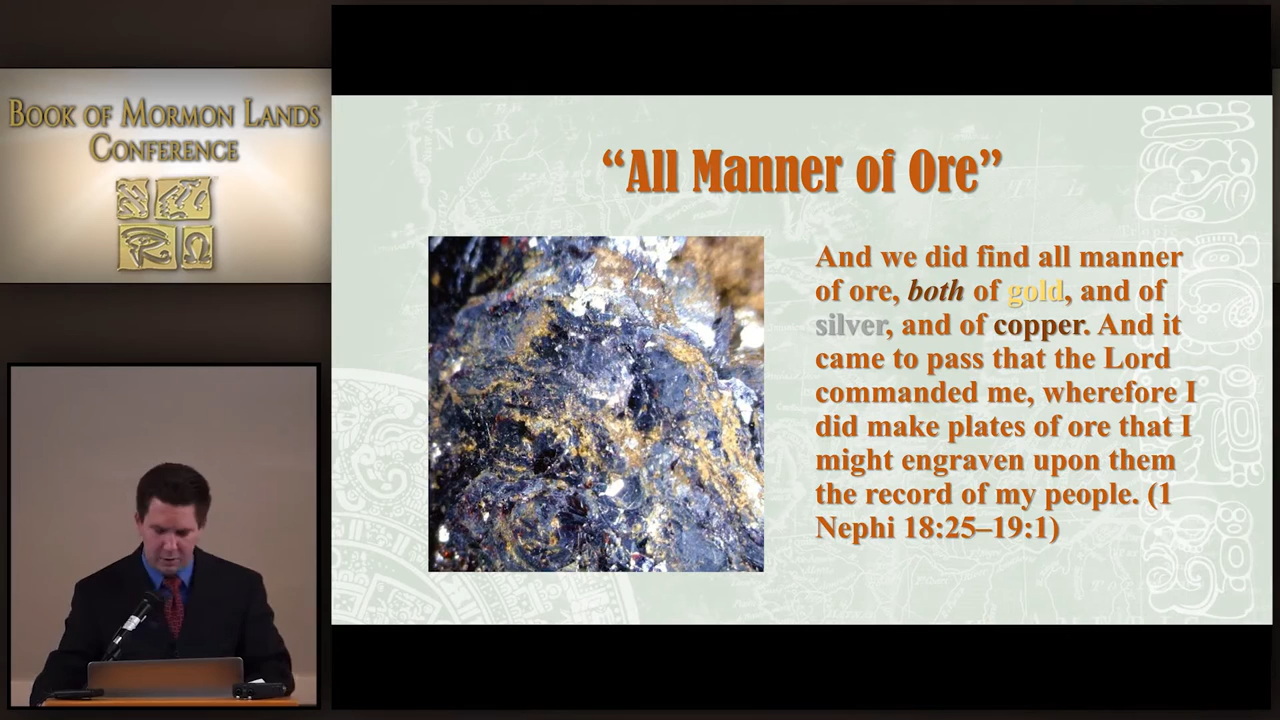 BOOK OF MORMON LANDS
CONFERENCE
“All Manner of Ore”
And we did find all manner
of ore, both of gold, and of
silver, and of copper. And it
came to pass that the Lord
commanded me, wherefore I
did make plates of ore that I
might engraven upon them
the record of my people. (1
Nephi 18:25–19:1)